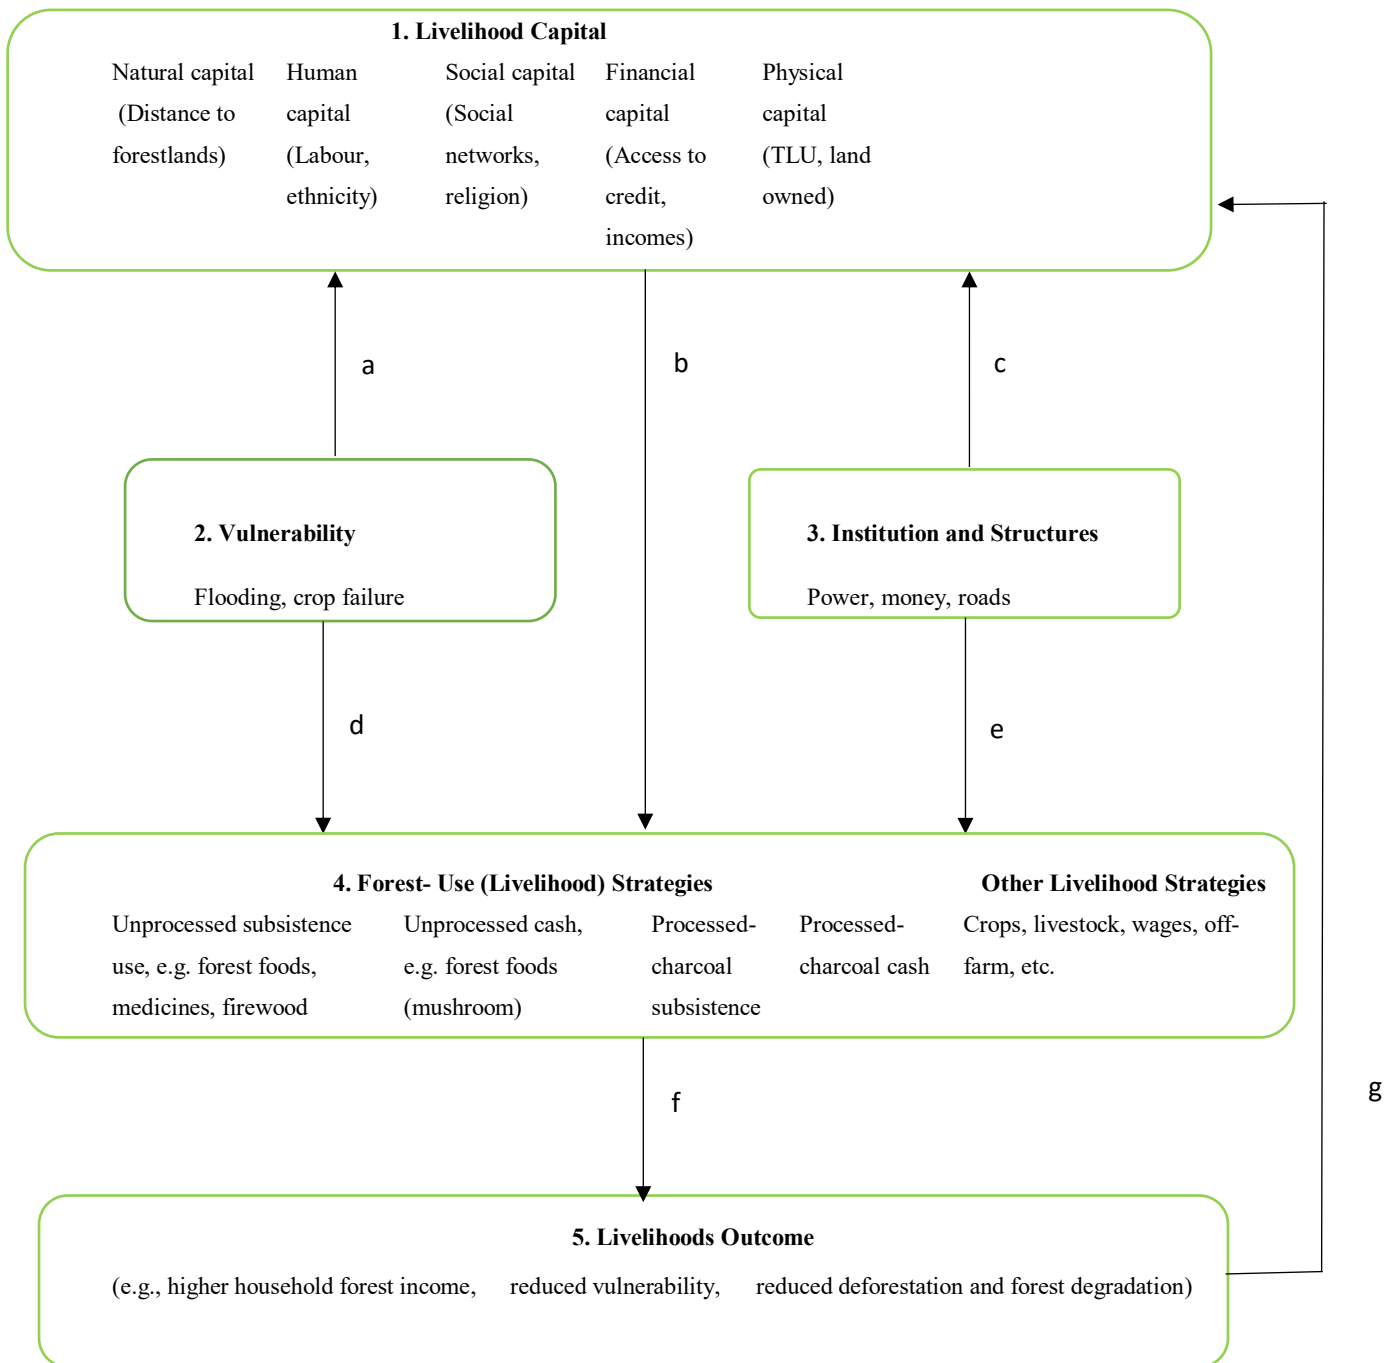 1. Livelihood Capital
Natural capital
(Distance to
forestlands)
Human
capital
(Labour,
ethnicity)
Social capital
(Social
networks,
religion)
Financial
capital
(Access to
credit,
incomes)
Physical
capital
(TLU, land
owned)
a
b
c
2. Vulnerability
Flooding, crop failure
3. Institution and Structures
Power, money, roads
d
e
4. Forest- Use (Livelihood) Strategies
Unprocessed subsistence
use, e.g. forest foods,
medicines, firewood
Unprocessed cash,
e.g. forest foods
(mushroom)
Processed-
charcoal
subsistence
Processed-
charcoal cash
Other Livelihood Strategies
Crops, livestock, wages, off-
farm, etc.
f
g
5. Livelihoods Outcome
(e.g., higher household forest income, reduced vulnerability, reduced deforestation and forest degradation)